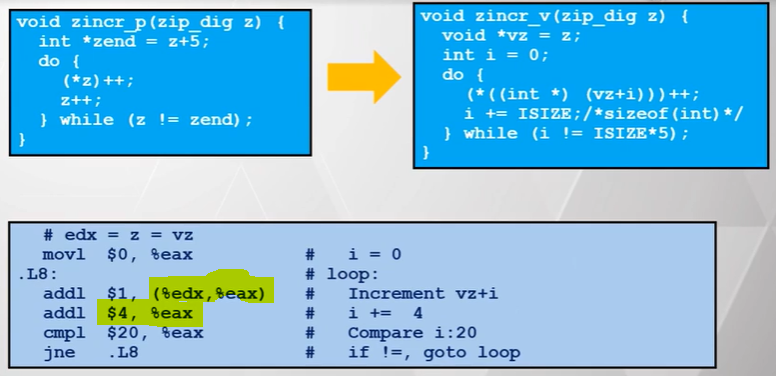 void zincr_p(zip_dig z) {
int *zend = z+5;
do {
(*z)++;
z++;
} while (z != zend);
}
void zincr_v(zip_dig z) {
void *vz = z;
int i = 0;
do {
(*((int *) (vz+i)))++;
i += ISIZE;/*sizeof(int)*/
} while (i != ISIZE*5);
}
# edx = z = vz
movl $0, %eax # i = 0
.L8: # loop:
addl $1, (%edx,%eax) # Increment vz+i
addl $4, %eax # i += 4
cmpl $20, %eax # Compare i:20
jne .L8 # if !=, goto loop